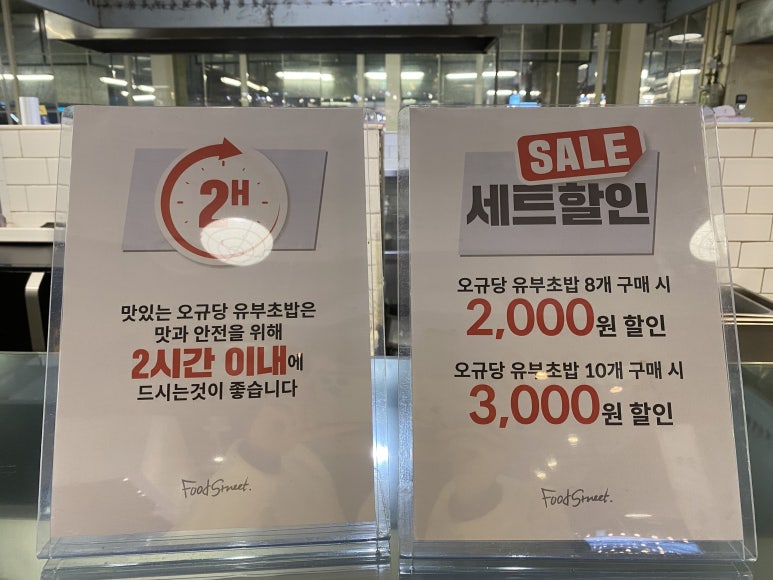 2H
맛있는 오규당 유부초밥은
맛과 안전을 위해
2시간 이내에
드시는것이 좋습니다
Food Street.
SALE
세트할인
오규당 유부초밥 8개 구매 시
2,000원 할인
오규당 유부초밥 10개 구매 시
3,000원 할인
Food Street.